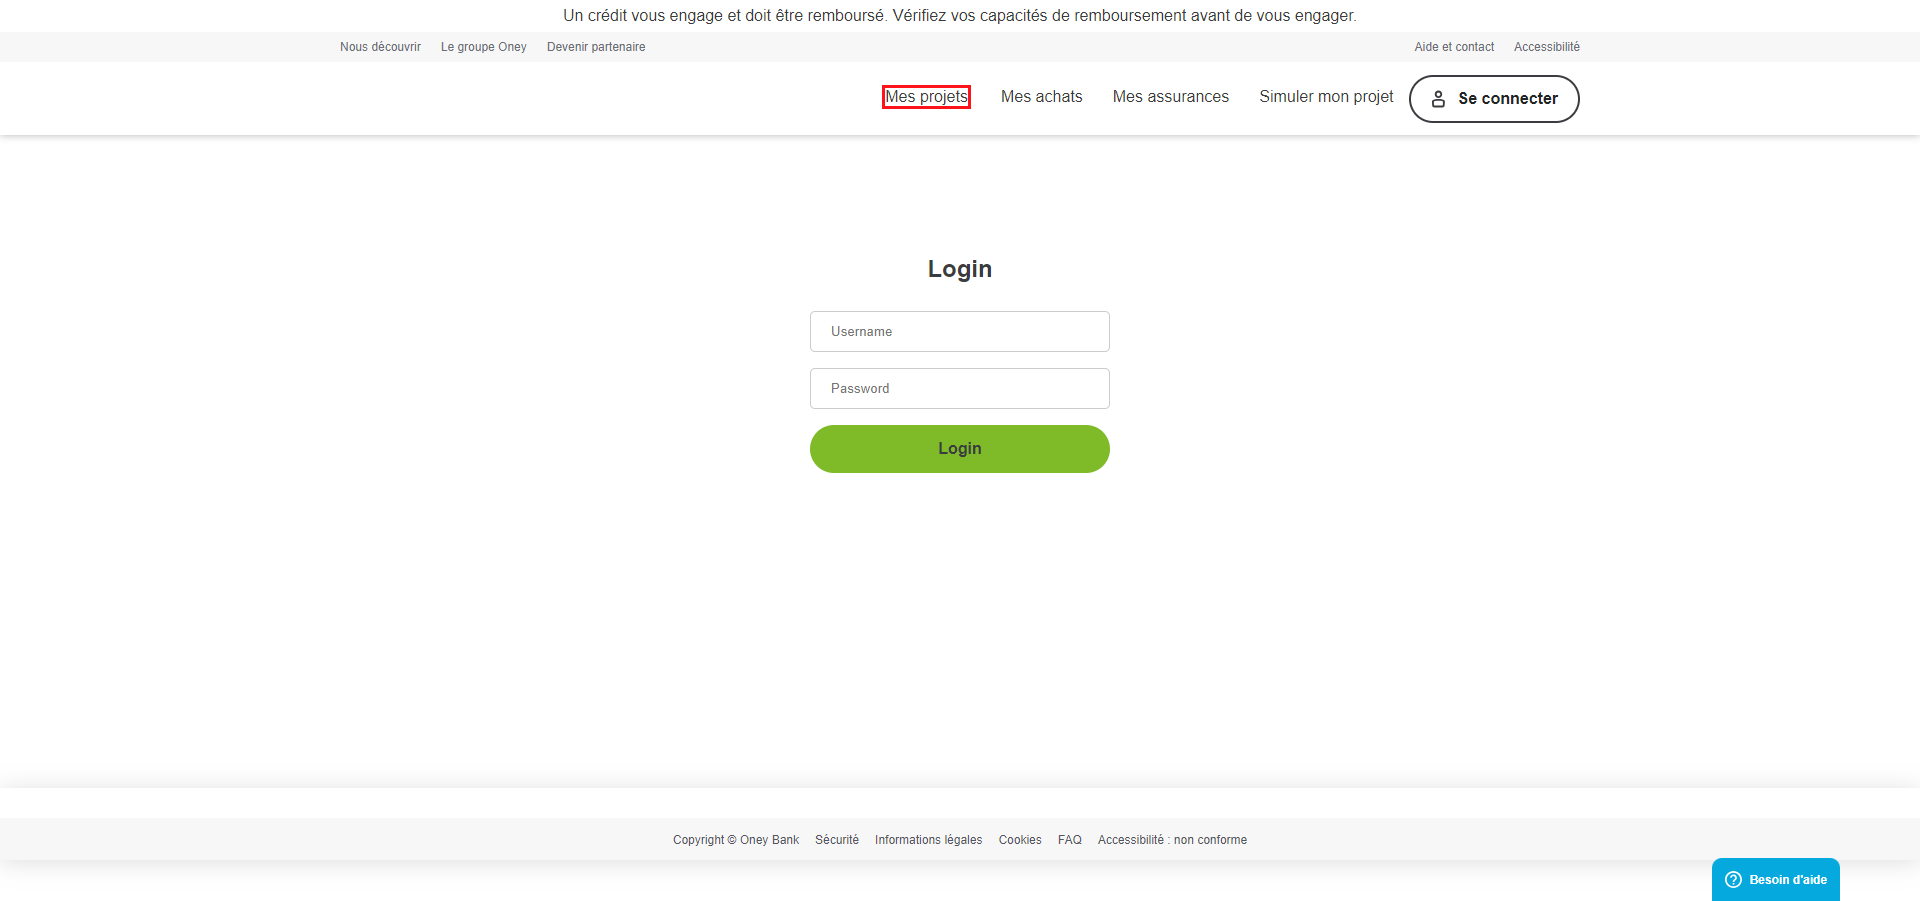 Un crédit vous engage et doit être remboursé. Vérifiez vos capacités de remboursement avant de vous engager.
Nous découvrir Le groupe Oney Devenir partenaire Aide et contact Accessibilité
Mes projets Mes achats Mes assurances Simuler mon projet Se connecter
Login
Username
Password
Login
Copyright © Oney Bank Sécurité Informations légales Cookies FAQ Accessibilité : non conforme
Besoin d'aide